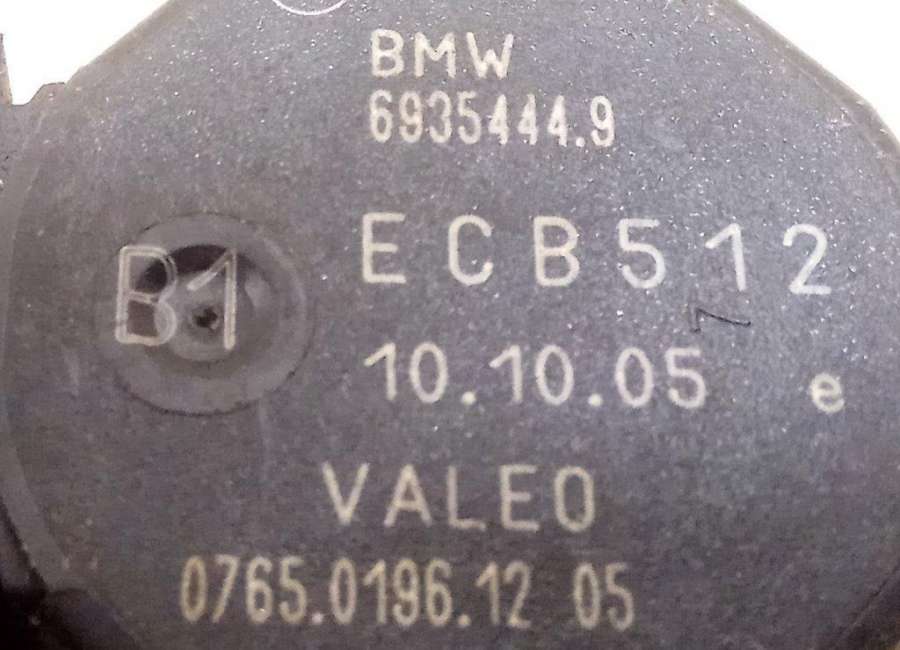 BMW
6935444.9
ECB512
B1
10.10.05 e
VALEO
0765.0196.12 05